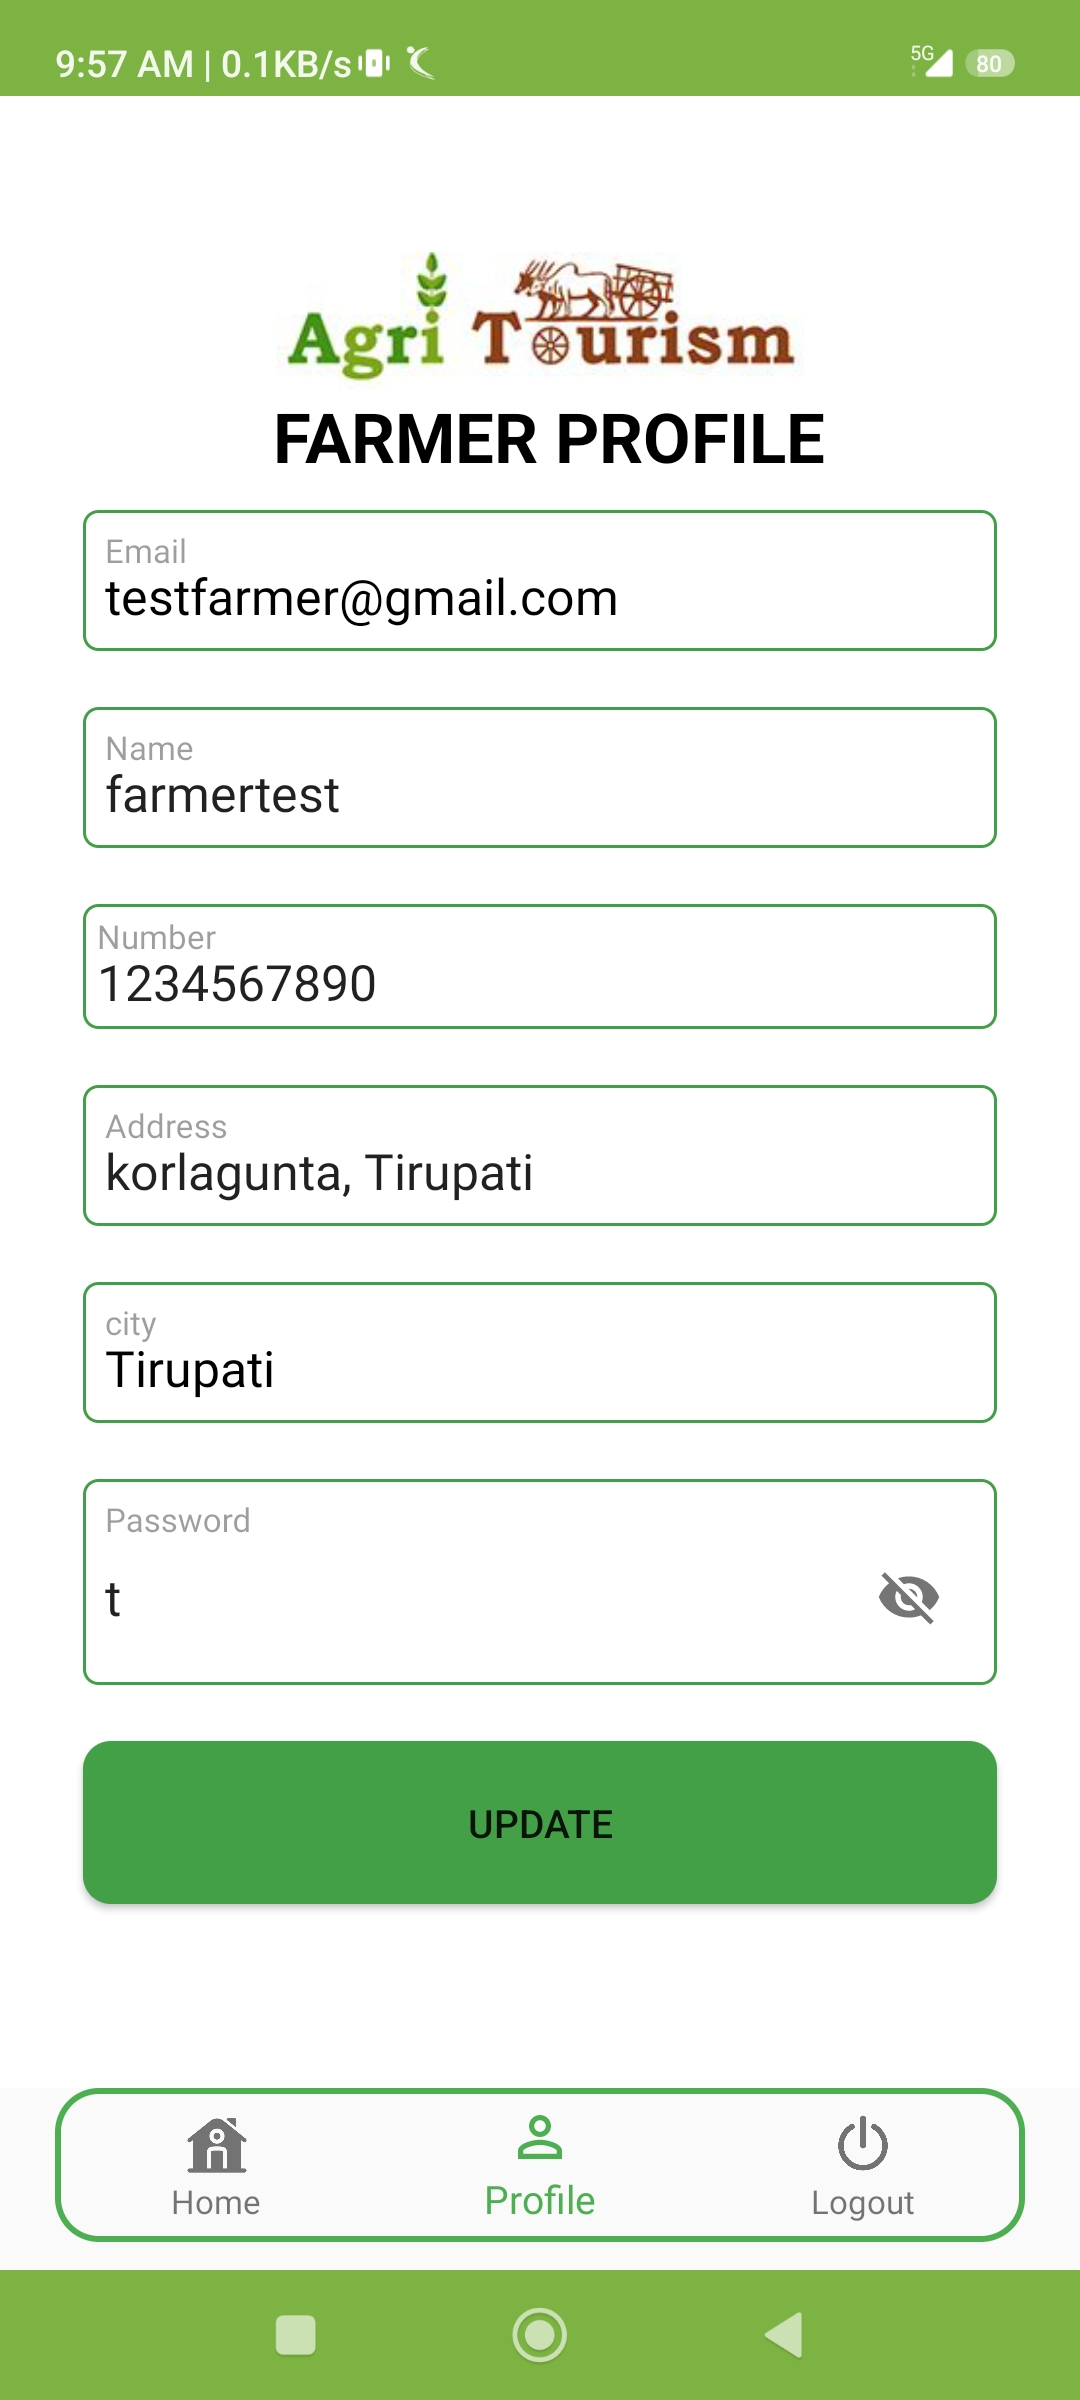 9:57 AM | 0.1KB/s 5G 80
Agri Tourism
FARMER PROFILE
Email
testfarmer@gmail.com
Name
farmertest
Number
1234567890
Address
korlagunta, Tirupati
city
Tirupati
Password
t
UPDATE
Home Profile Logout